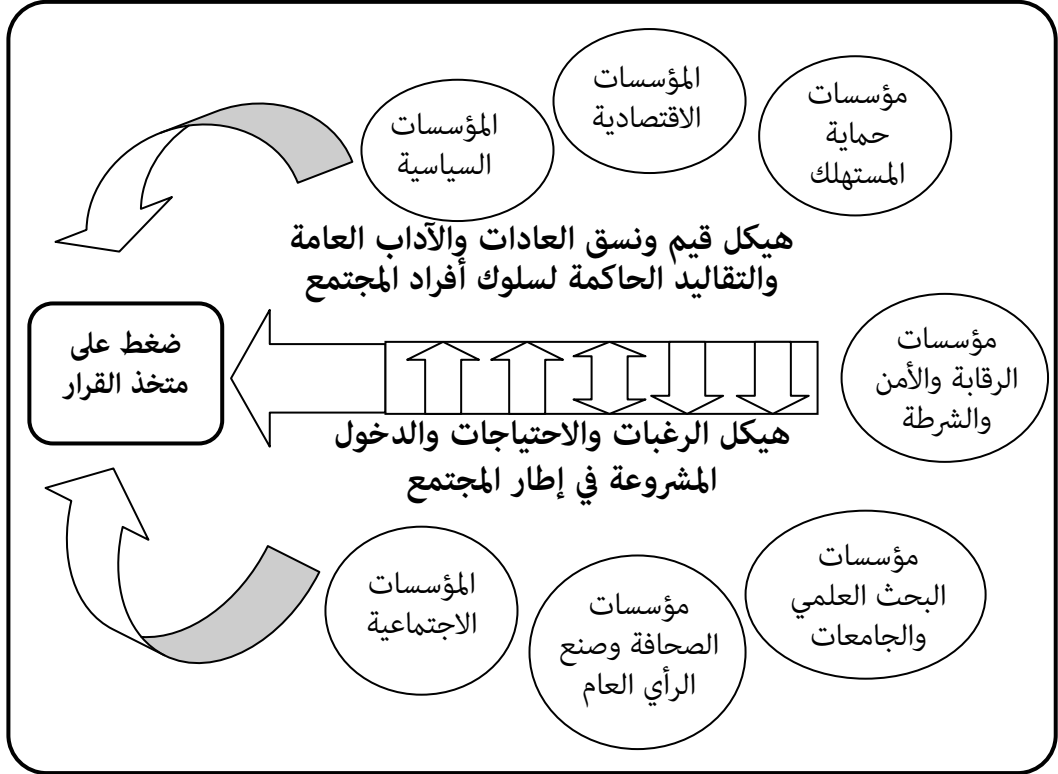 المؤسسات
الاقتصادية
مؤسسات
حماية
المستهلك
المؤسسات
السياسية
هيكل قيم ونسق العادات والآداب العامة
والتقاليد الحاكمة لسلوك أفراد المجتمع
مؤسسات
الرقابة والأمن
والشرطة
ضغط على
متخذ القرار
هيكل الرغبات والاحتياجات والدخول
المشروعة في إطار المجتمع
مؤسسات
البحث العلمي
والجامعات
مؤسسات
الصحافة وصنع
الرأي العام
المؤسسات
الاجتماعية